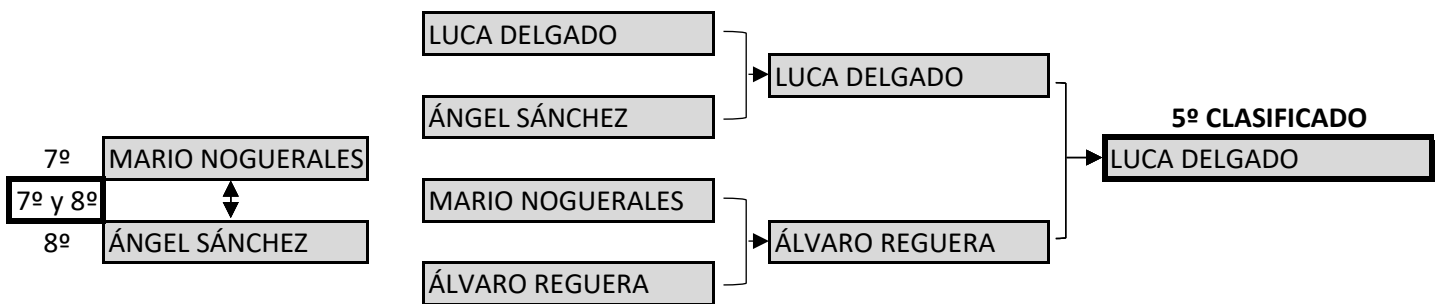 LUCA DELGADO
LUCA DELGADO
ÁNGEL SÁNCHEZ
5º CLASIFICADO
7º MARIO NOGUERALES
LUCA DELGADO
7º y 8º
MARIO NOGUERALES
8º ÁNGEL SÁNCHEZ
ÁLVARO REGUERA
ÁLVARO REGUERA